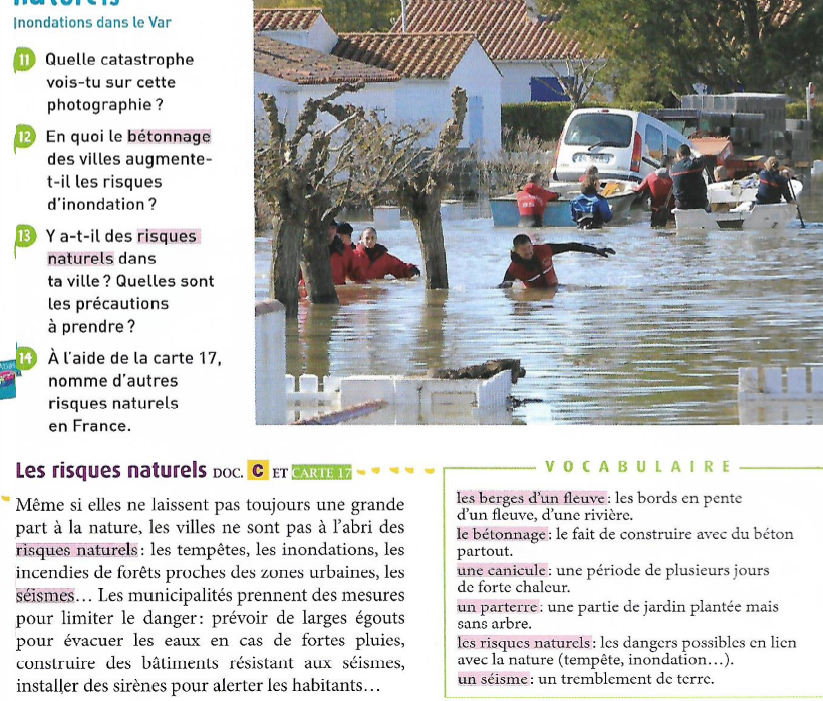 naturels
Inondations dans le Var
11 Quelle catastrophe
vois-tu sur cette
photographie ?
12 En quoi le bétonnage
des villes augmente-
t-il les risques
d'inondation ?
13 Y a-t-il des risques
naturels dans
ta ville ? Quelles sont
les précautions
à prendre ?
14 À l'aide de la carte 17,
nomme d'autres
risques naturels
en France.
Les risques naturels DOC. C ET CARTE 17
Même si elles ne laissent pas toujours une grande
part à la nature, les villes ne sont pas à l'abri des
risques naturels : les tempêtes, les inondations, les
incendies de forêts proches des zones urbaines, les
séismes... Les municipalités prennent des mesures
pour limiter le danger : prévoir de larges égouts
pour évacuer les eaux en cas de fortes pluies,
construire des bâtiments résistant aux séismes,
installer des sirènes pour alerter les habitants...
VOCABULAIRE
les berges d'un fleuve : les bords en pente
d'un fleuve, d'une rivière.
le bétonnage : le fait de construire avec du béton
partout.
une canicule : une période de plusieurs jours
de forte chaleur.
un parterre : une partie de jardin plantée mais
sans arbre.
les risques naturels : les dangers possibles en lien
avec la nature (tempête, inondation...).
un séisme : un tremblement de terre.